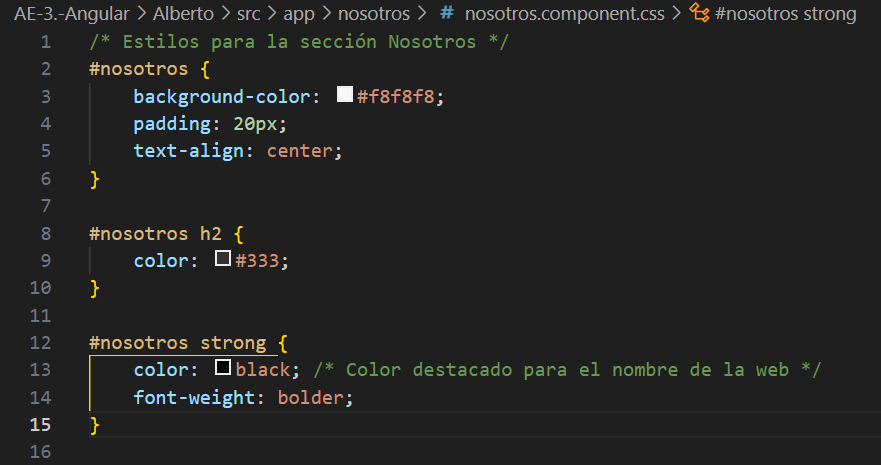 AE-3.-Angular > Alberto > src > app > nosotros > # nosotros.component.css > #nosotros strong
1 /* Estilos para la sección Nosotros */
2 #nosotros {
3     background-color: #f8f8f8;
4     padding: 20px;
5     text-align: center;
6 }
7
8 #nosotros h2 {
9     color: #333;
10 }
11
12 #nosotros strong {
13     color: black; /* Color destacado para el nombre de la web */
14     font-weight: bolder;
15 }
16